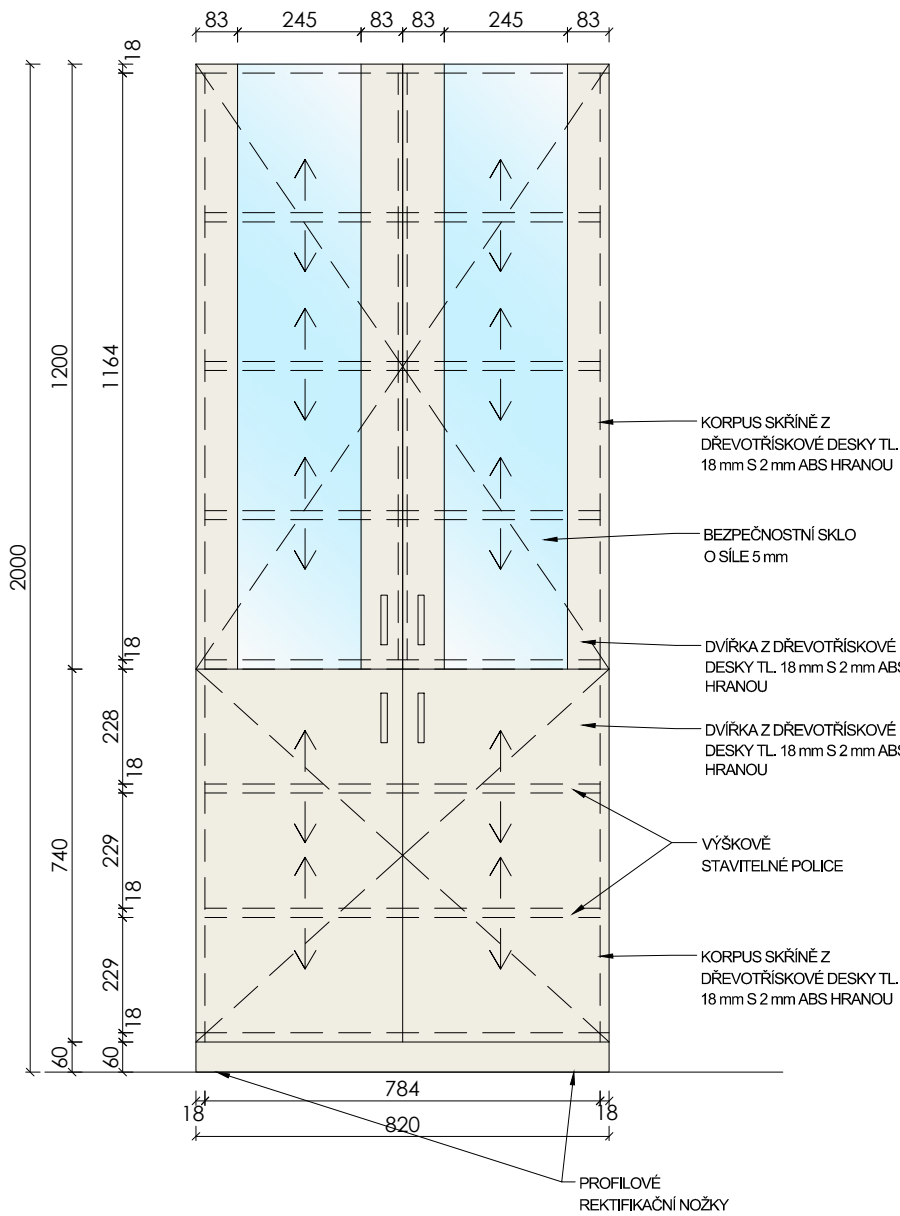 83
245
83
83
245
83
18
2000
1200
1164
KORPUS SKŘÍNĚ Z
DŘEVOTŘÍSKOVÉ DESKY TL.
18 mm S 2 mm ABS HRANOU
BEZPEČNOSTNÍ SKLO
O SÍLE 5 mm
18
DVÍŘKA Z DŘEVOTŘÍSKOVÉ
DESKY TL. 18 mm S 2 mm ABS
HRANOU
228
DVÍŘKA Z DŘEVOTŘÍSKOVÉ
DESKY TL. 18 mm S 2 mm ABS
HRANOU
18
740
229
VÝŠKOVĚ
STAVITELNÉ POLICE
18
229
KORPUS SKŘÍNĚ Z
DŘEVOTŘÍSKOVÉ DESKY TL.
18 mm S 2 mm ABS HRANOU
18
60
60
784
18
18
820
PROFILOVÉ
REKTIFIKAČNÍ NOŽKY